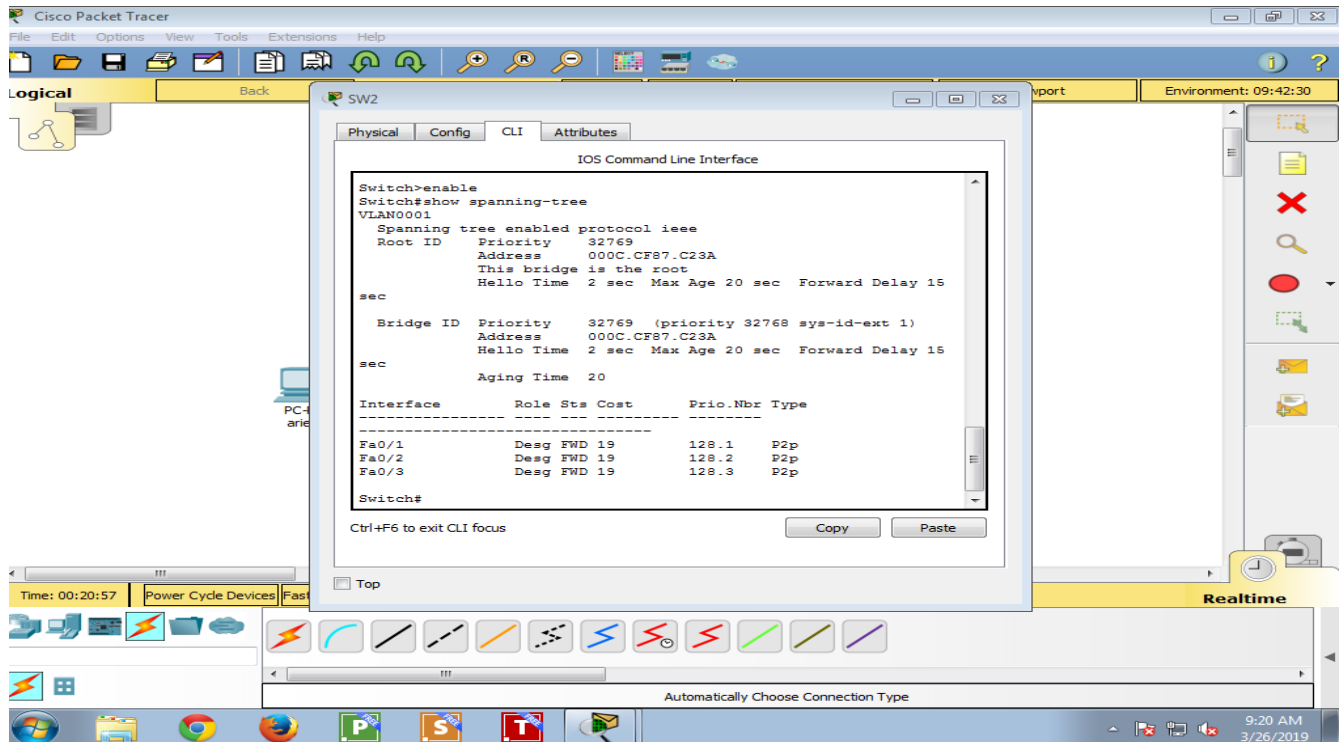 Cisco Packet Tracer
File Edit Options View Tools Extensions Help
Logical
Back
Environment: 09:42:30
SW2
Physical Config CLI Attributes
IOS Command Line Interface
Switch>enable
Switch#show spanning-tree
VLAN0001
Spanning tree enabled protocol ieee
Root ID Priority 32769
Address 000C.CF87.C23A
This bridge is the root
Hello Time 2 sec Max Age 20 sec Forward Delay 15
sec
Bridge ID Priority 32769 (priority 32768 sys-id-ext 1)
Address 000C.CF87.C23A
Hello Time 2 sec Max Age 20 sec Forward Delay 15
sec
Aging Time 20
Interface Role Sts Cost Prio.Nbr Type
---------------- ---- --- --------- --------
--------------------------------
Fa0/1 Desg FWD 19 128.1 P2p
Fa0/2 Desg FWD 19 128.2 P2p
Fa0/3 Desg FWD 19 128.3 P2p
Switch#
Ctrl+F6 to exit CLI focus
Copy Paste
Top
Time: 00:20:57
Power Cycle Devices
Realtime
Automatically Choose Connection Type
P FREE
S FREE
T FREE
9:20 AM
3/26/2019